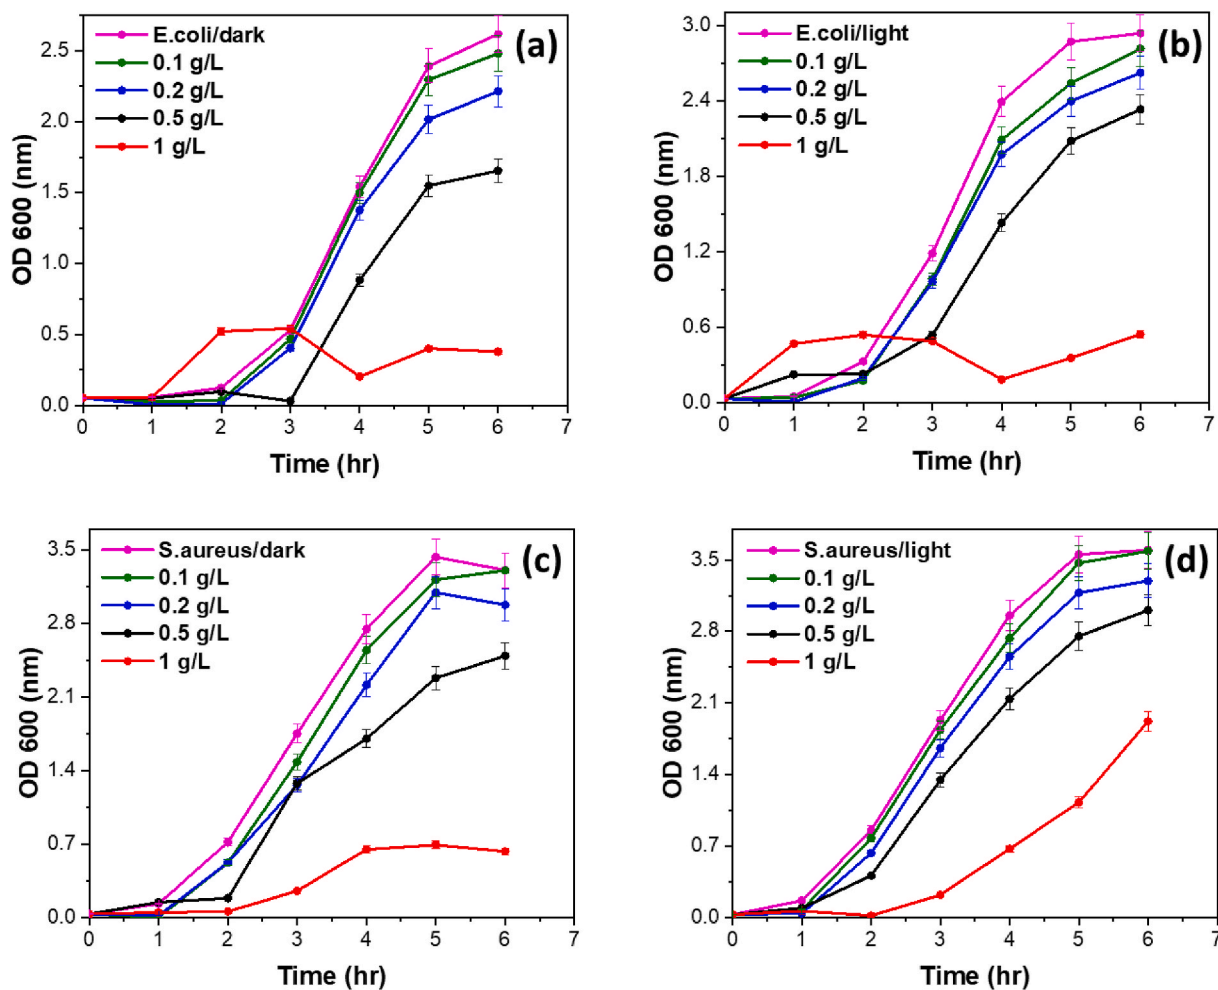 (a)
E.coli/dark
0.1 g/L
0.2 g/L
0.5 g/L
1 g/L
OD 600 (nm)
2.5
2.0
1.5
1.0
0.5
0.0
0 1 2 3 4 5 6 7
Time (hr)
(b)
E.coli/light
0.1 g/L
0.2 g/L
0.5 g/L
1 g/L
OD 600 (nm)
3.0
2.4
1.8
1.2
0.6
0.0
0 1 2 3 4 5 6 7
Time (hr)
(c)
S.aureus/dark
0.1 g/L
0.2 g/L
0.5 g/L
1 g/L
OD 600 (nm)
3.5
2.8
2.1
1.4
0.7
0.0
0 1 2 3 4 5 6 7
Time (hr)
(d)
S.aureus/light
0.1 g/L
0.2 g/L
0.5 g/L
1 g/L
OD 600 (nm)
3.5
2.8
2.1
1.4
0.7
0.0
0 1 2 3 4 5 6 7
Time (hr)